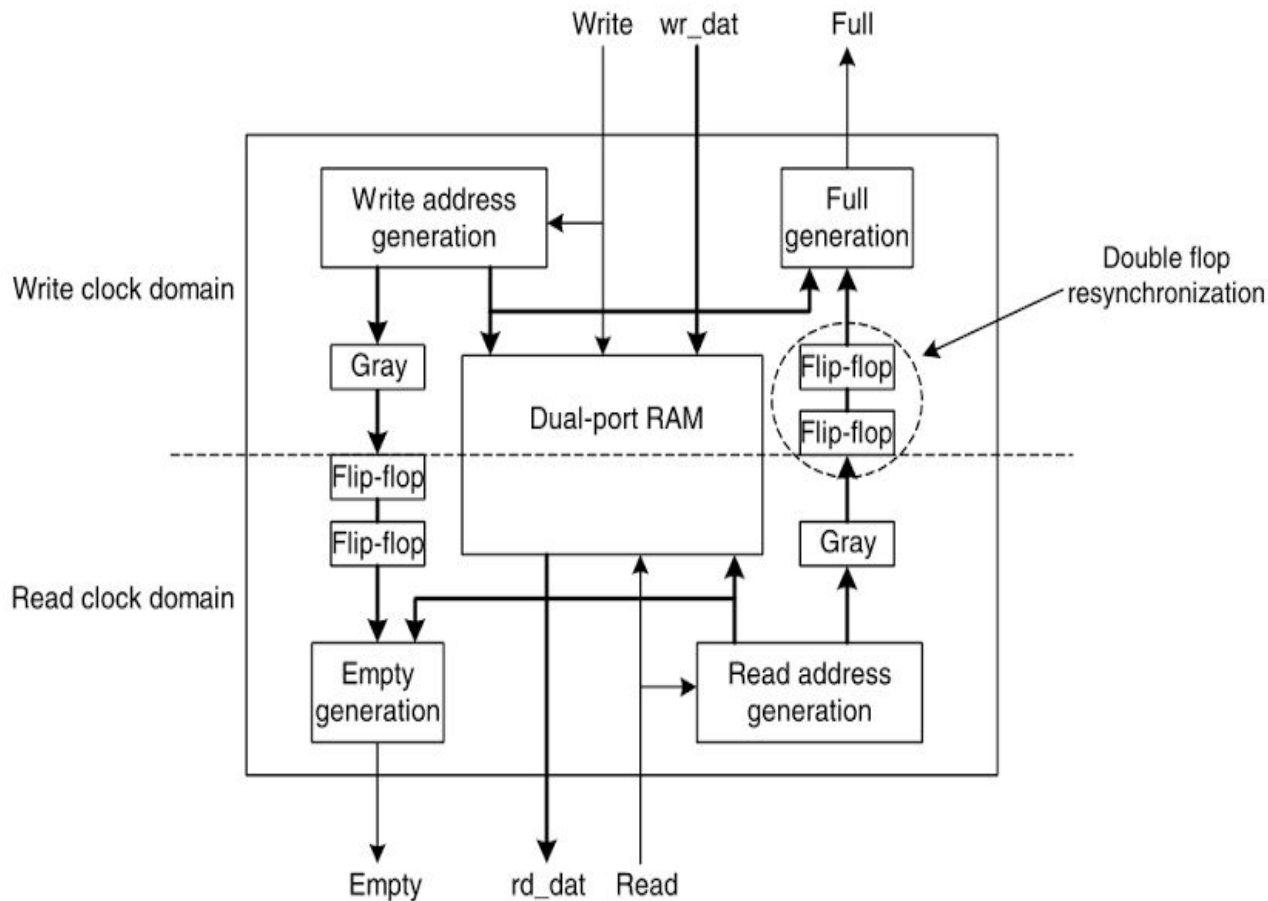 Write wr_dat Full
Write address
generation
Full
generation
Double flop
resynchronization
Write clock domain
Gray
Flip-flop
Dual-port RAM
Flip-flop
Flip-flop
Flip-flop
Gray
Read clock domain
Empty
generation
Read address
generation
Empty rd_dat Read